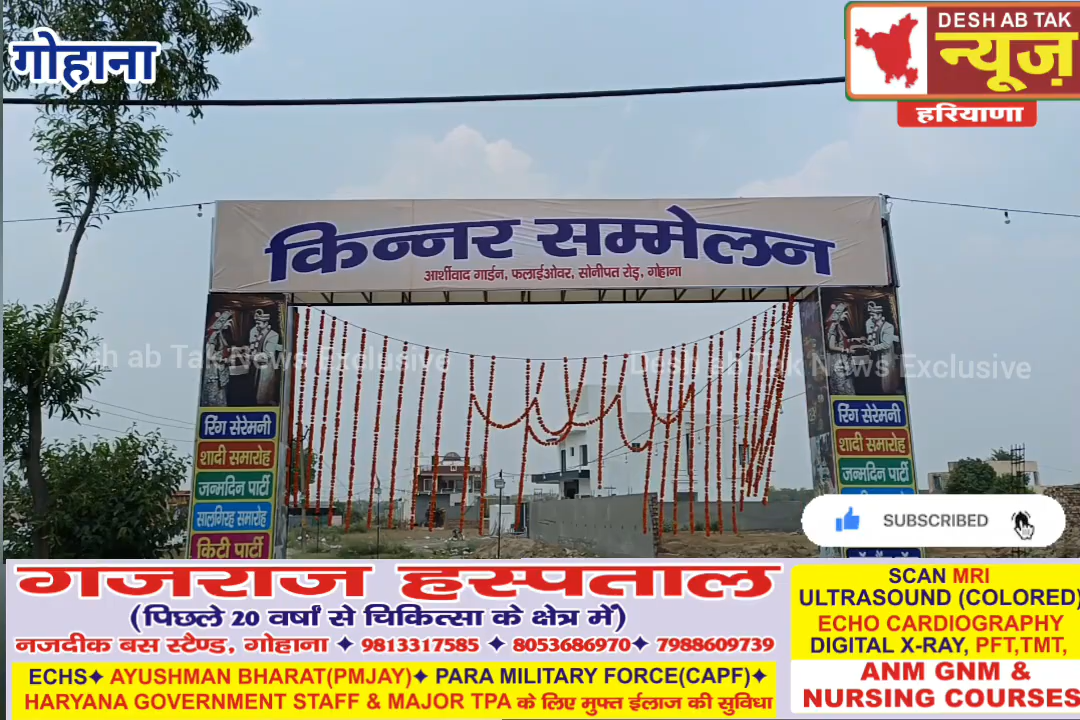 गोहाना
DESH AB TAK
न्यूज़
हरियाणा
किन्नर सम्मेलन
आर्शीवाद गार्डन, फलाईओवर, सोनीपत रोड़, गोहाना
Desh ab Tak News Exclusive
Desh ab Tak News Exclusive
रिंग सेरेमनी
शादी समारोह
जन्मदिन पार्टी
सालगिरह समारोह
किटी पार्टी
रिंग सेरेमनी
शादी समारोह
जन्मदिन पार्टी
SUBSCRIBED
गजराज हस्पताल
(पिछले 20 वर्षां से चिकित्सा के क्षेत्र में)
नजदीक बस स्टैण्ड, गोहाना ✦ 9813317585 ✦ 8053686970✦ 7988609739
ECHS✦ AYUSHMAN BHARAT(PMJAY)✦ PARA MILITARY FORCE(CAPF)✦
HARYANA GOVERNMENT STAFF & MAJOR TPA के लिए मुफ्त ईलाज की सुविधा
SCAN MRI
ULTRASOUND (COLORED)
ECHO CARDIOGRAPHY
DIGITAL X-RAY, PFT,TMT,
ANM GNM &
NURSING COURSES